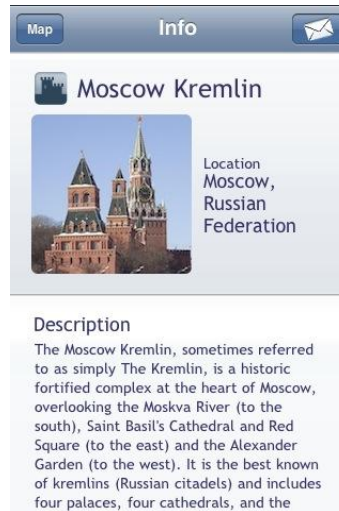 Map
Info
Moscow Kremlin
Location
Moscow,
Russian
Federation
Description
The Moscow Kremlin, sometimes referred
to as simply The Kremlin, is a historic
fortified complex at the heart of Moscow,
overlooking the Moskva River (to the
south), Saint Basil's Cathedral and Red
Square (to the east) and the Alexander
Garden (to the west). It is the best known
of kremlins (Russian citadels) and includes
four palaces, four cathedrals, and the